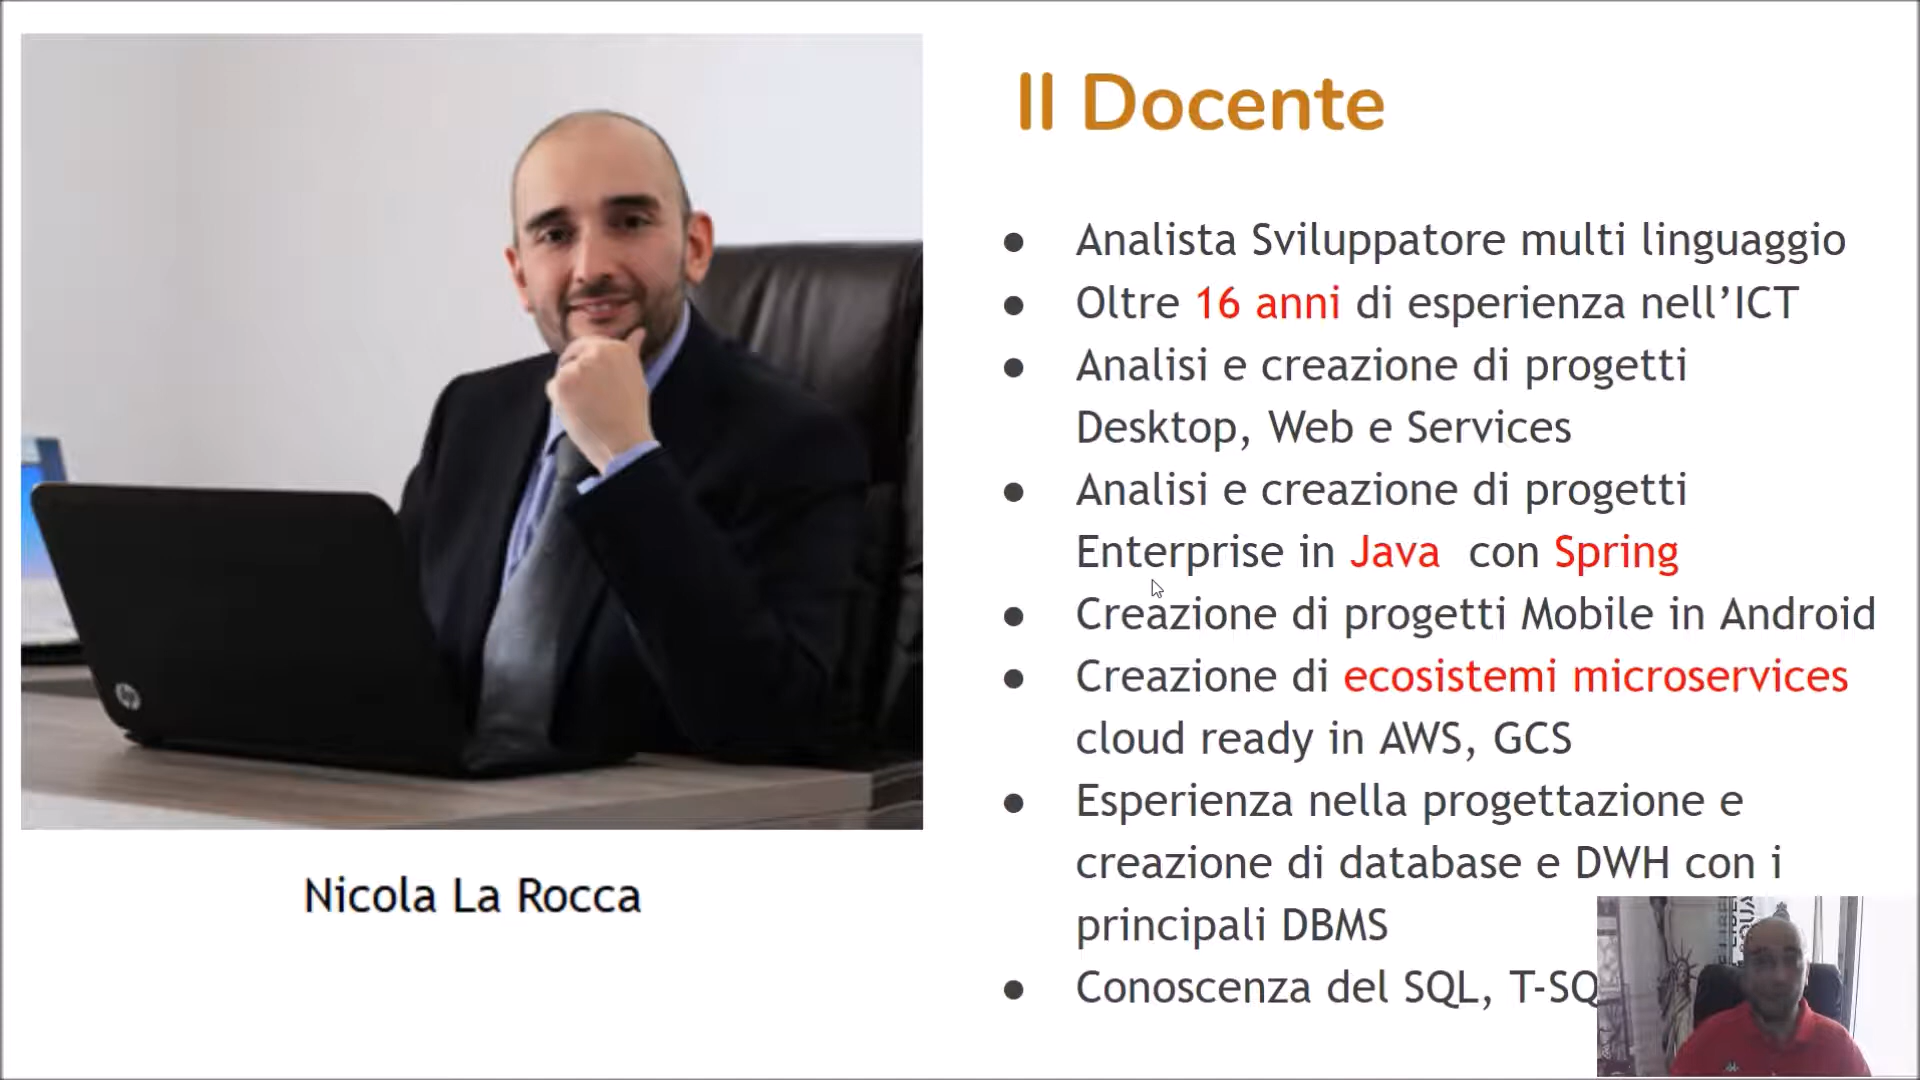 Il Docente
Analista Sviluppatore multi linguaggio
Oltre 16 anni di esperienza nell’ICT
Analisi e creazione di progetti
Desktop, Web e Services
Analisi e creazione di progetti
Enterprise in Java con Spring
Creazione di progetti Mobile in Android
Creazione di ecosistemi microservices
cloud ready in AWS, GCS
Esperienza nella progettazione e
creazione di database e DWH con i
principali DBMS
Conoscenza del SQL,
Nicola La Rocca
hp